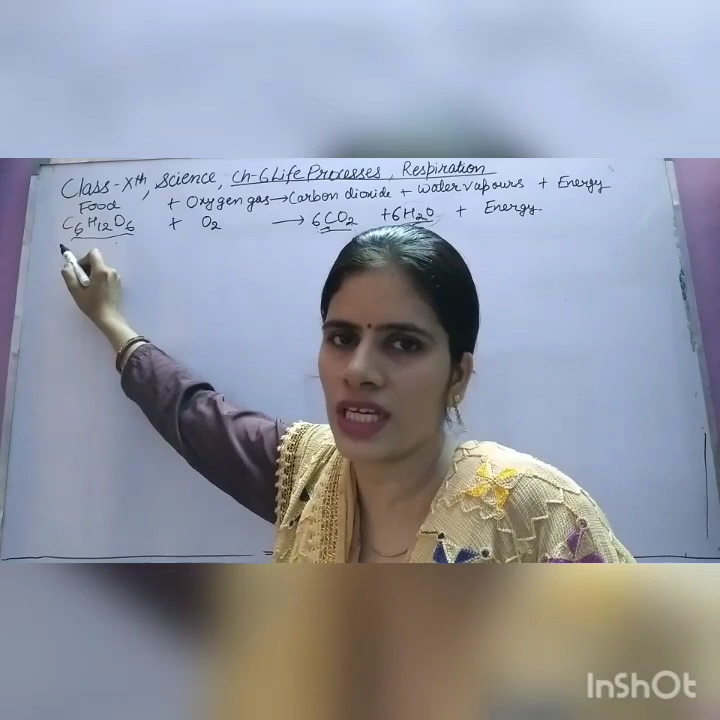 Class-Xth, Science, Ch-6 Life Processes, Respiration
Food + Oxygen gas → Carbon dioxide + water vapours + Energy
C6H12O6 + O2 → 6CO2 + 6H2O + Energy
InShOt